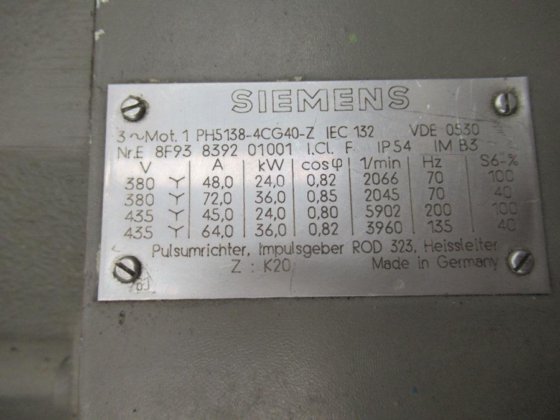 SIEMENS
3~Mot. 1 PH5138-4CG40-Z IEC 132 VDE 0530
Nr.E 8F93 8392 01001 I.Cl. F IP54 IM B3
V A kW cosφ 1/min Hz S6-%
380 Y 48,0 24,0 0,82 2066 70 100
380 Y 72,0 36,0 0,85 2045 70 40
435 Y 45,0 24,0 0,80 5902 200 100
435 Y 64,0 36,0 0,82 3960 135 40
Pulsumrichter, Impulsgeber ROD 323, Heissleiter
Z : K20 Made in Germany